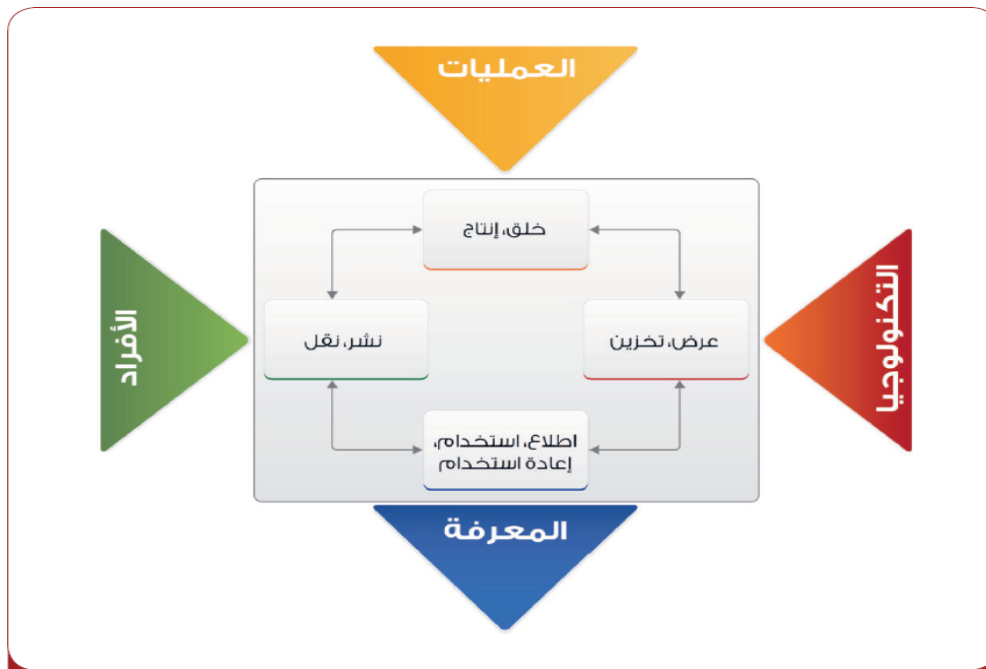 العمليات
خلق، إنتاج
التكنولوجيا
عرض، تخزين
نشر، نقل
الأفراد
اطلاع، استخدام،
إعادة استخدام
المعرفة